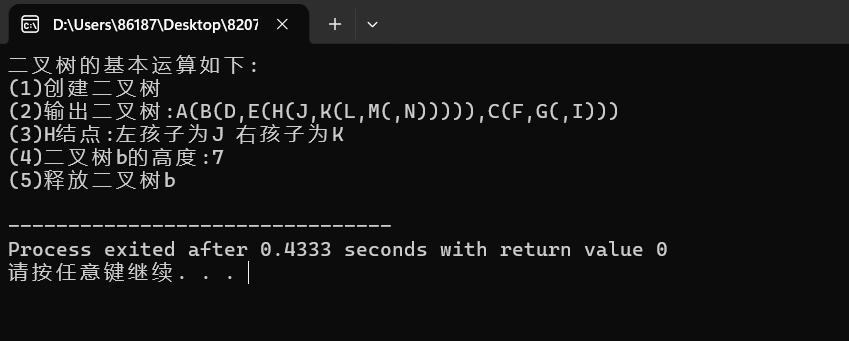 D:\Users\86187\Desktop\8207
二叉树的基本运算如下:
(1)创建二叉树
(2)输出二叉树:A(B(D,E(H(J,K(L,M(,N))))),C(F,G(,I)))
(3)H结点:左孩子为J 右孩子为K
(4)二叉树b的高度:7
(5)释放二叉树b
--------------------------------
Process exited after 0.4333 seconds with return value 0
请按任意键继续. . .